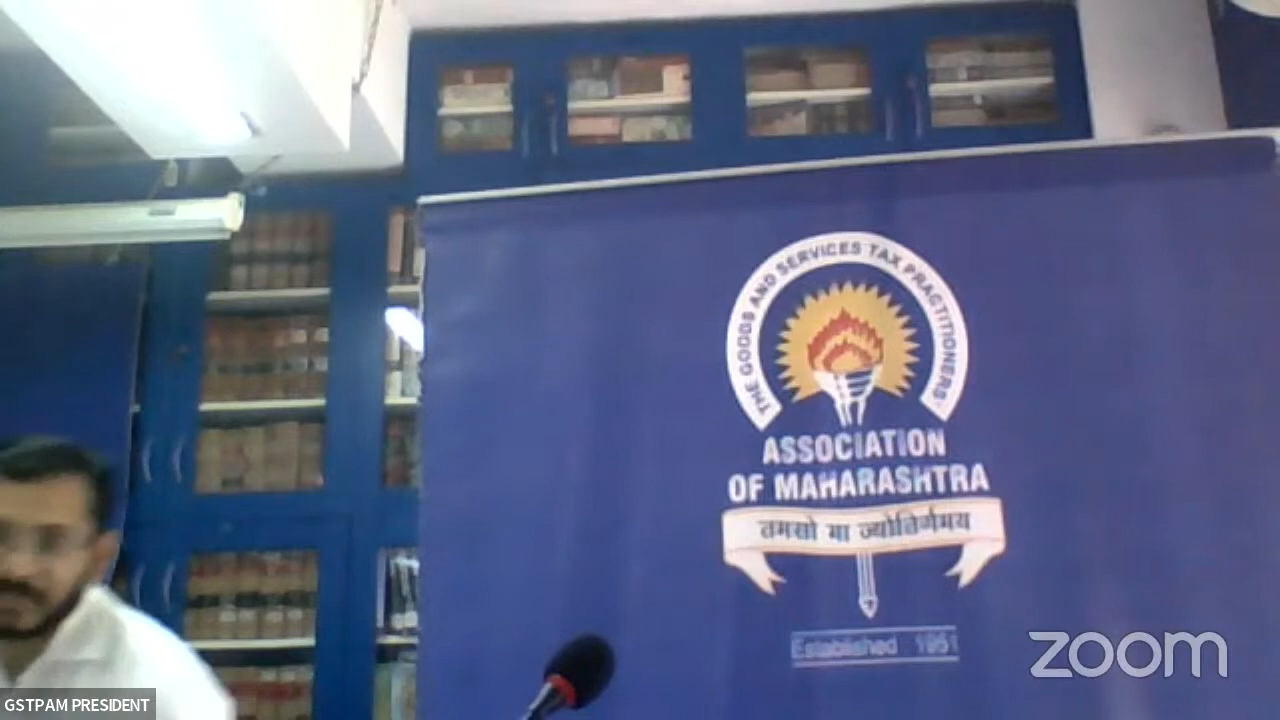 THE GOODS AND SERVICES TAX PRACTITIONERS'
ASSOCIATION
OF MAHARASHTRA
तमसो मा ज्योतिर्गमय
Established 1951
zoom
GSTPAM PRESIDENT